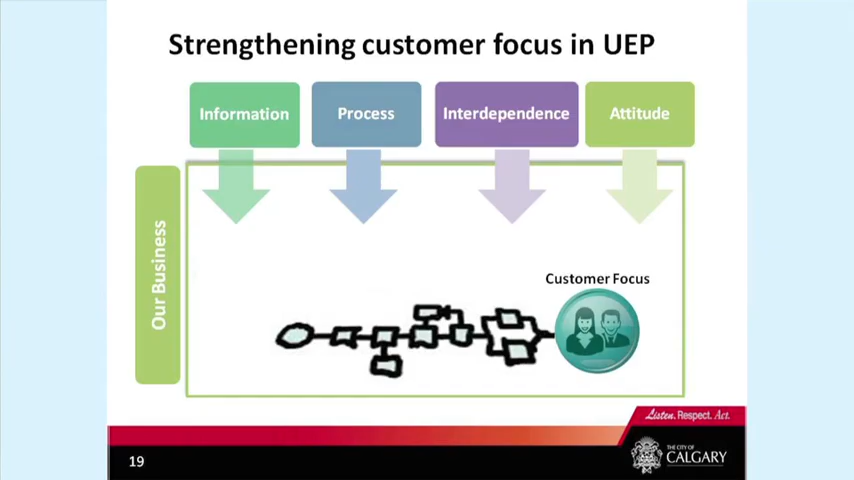 Strengthening customer focus in UEP
Information
Process
Interdependence
Attitude
Our Business
Customer Focus
Listen. Respect. Act.
19
THE CITY OF
CALGARY